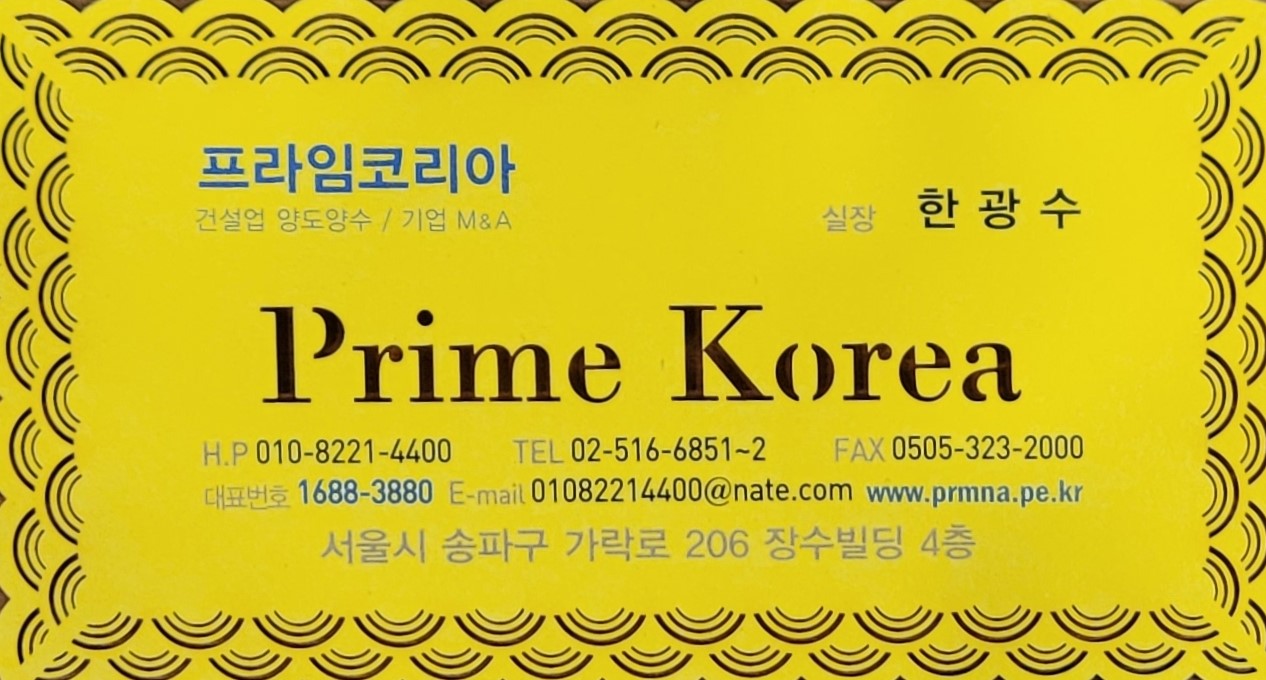 프라임코리아
건설업 양도양수 / 기업 M&A
실장 한 광 수
Prime Korea
H.P 010-8221-4400 TEL 02-516-6851~2 FAX 0505-323-2000
대표번호 1688-3880 E-mail 01082214400@nate.com www.prmna.pe.kr
서울시 송파구 가락로 206 장수빌딩 4층